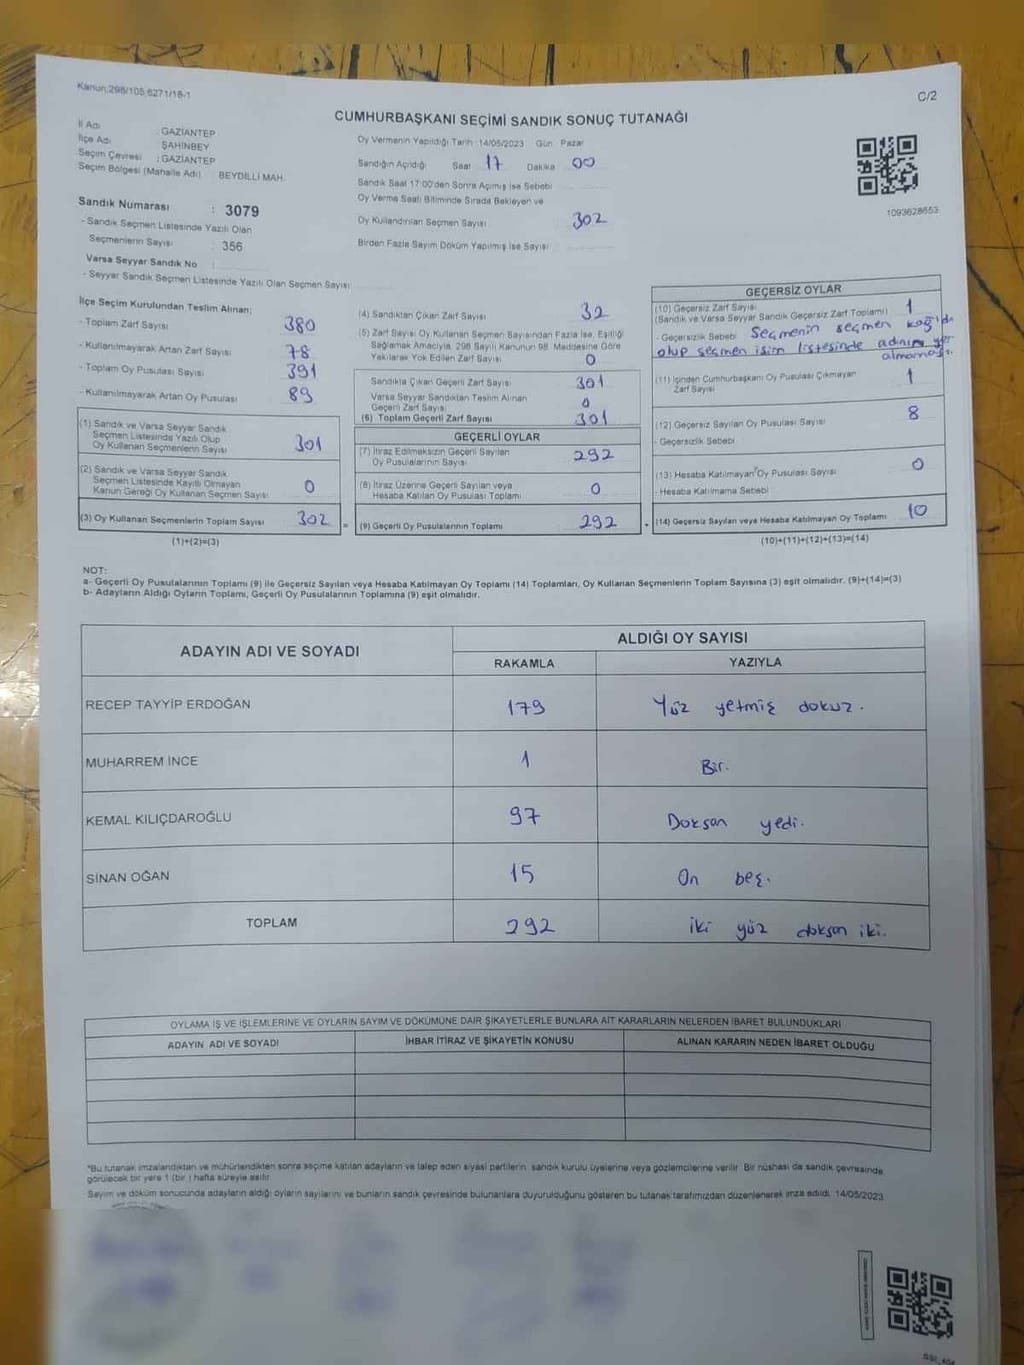 Kanun;298/105,6271/18-1
C/2
CUMHURBAŞKANI SEÇİMİ SANDIK SONUÇ TUTANAĞI
İl Adı : GAZİANTEP
İlçe Adı : ŞAHİNBEY
Seçim Çevresi : GAZİANTEP
Seçim Bölgesi (Mahalle Adı) : BEYDİLLİ MAH.
Oy Vermenin Yapıldığı Tarih :14/05/2023 Gün Pazar
Sandığın Açıldığı Saat 17 Dakika 00
Sandık Saat 17:00'den Sonra Açımış İse Sebebi
Oy Verme Saati Bitiminde Sırada Bekleyen ve
Oy Kullandırılan Seçmen Sayısı 302
Birden Fazla Sayım Döküm Yapılmış İse Sayısı
1093628653
Sandık Numarası : 3079
- Sandık Seçmen Listesinde Yazılı Olan
Seçmenlerin Sayısı : 356
Varsa Seyyar Sandık No :
- Seyyar Sandık Seçmen Listesinde Yazılı Olan Seçmen Sayısı
İlçe Seçim Kurulundan Teslim Alınan;
- Toplam Zarf Sayısı 380
- Kullanılmayarak Artan Zarf Sayısı 78
- Toplam Oy Pusulası Sayısı 391
- Kullanılmayarak Artan Oy Pusulası 89
(1) Sandık ve Varsa Seyyar Sandık
Seçmen Listesinde Yazılı Olup
Oy Kullanan Seçmenlerin Sayısı 301
(2) Sandık ve Varsa Seyyar Sandık
Seçmen Listesinde Kayıtlı Olmayan
Kanun Gereği Oy Kullanan Seçmen Sayısı 0
(3) Oy Kullanan Seçmenlerin Toplam Sayısı 302
(1)+(2)=(3)
(4) Sandıktan Çıkan Zarf Sayısı 32
(5) Zarf Sayısı Oy Kullanan Seçmen Sayısından Fazla İse, Eşitliği
Sağlamak Amacıyla, 298 Sayılı Kanunun 98. Maddesine Göre
Yakılarak Yok Edilen Zarf Sayısı 0
Sandıkta Çıkan Geçerli Zarf Sayısı 301
Varsa Seyyar Sandıktan Teslim Alınan
Geçerli Zarf Sayısı 0
(6) Toplam Geçerli Zarf Sayısı 301
GEÇERLİ OYLAR
(7) İtiraz Edilmeksizin Geçerli Sayılan
Oy Pusulalarının Sayısı 292
(8) İtiraz Üzerine Geçerli Sayılan veya
Hesaba Katılan Oy Pusulası Toplamı 0
= (9) Geçerli Oy Pusulalarının Toplamı 292
GEÇERSİZ OYLAR
(10) Geçersiz Zarf Sayısı
(Sandık ve Varsa Seyyar Sandık Geçersiz Zarf Toplamı) 1
- Geçersizlik Sebebi Seçmenin seçmen kağıdı
olup seçmen isim listesinde adının yer
almaması.
(11) İçinden Cumhurbaşkanı Oy Pusulası Çıkmayan
Zarf Sayısı 1
(12) Geçersiz Sayılan Oy Pusulası Sayısı 8
- Geçersizlik Sebebi
(13) Hesaba Katılmayan Oy Pusulası Sayısı 0
- Hesaba Katılmama Sebebi
+ (14) Geçersiz Sayılan veya Hesaba Katılmayan Oy Toplamı 10
(10)+(11)+(12)+(13)=(14)
NOT:
a- Geçerli Oy Pusulalarının Toplamı (9) ile Geçersiz Sayılan veya Hesaba Katılmayan Oy Toplamı (14) Toplamları, Oy Kullanan Seçmenlerin Toplam Sayısına (3) eşit olmalıdır. (9)+(14)=(3)
b- Adayların Aldığı Oyların Toplamı, Geçerli Oy Pusulalarının Toplamına (9) eşit olmalıdır.
ADAYIN ADI VE SOYADI
ALDIĞI OY SAYISI
RAKAMLA YAZIYLA
RECEP TAYYİP ERDOĞAN 179 Yüz yetmiş dokuz.
MUHARREM İNCE 1 Bir.
KEMAL KILIÇDAROĞLU 97 Doksan yedi.
SİNAN OĞAN 15 On beş.
TOPLAM 292 İki yüz doksan iki.
OYLAMA İŞ VE İŞLEMLERİNE VE OYLARIN SAYIM VE DÖKÜMÜNE DAİR ŞİKAYETLERLE BUNLARA AİT KARARLARIN NELERDEN İBARET BULUNDUKLARI
ADAYIN ADI VE SOYADI İHBAR İTİRAZ VE ŞİKAYETİN KONUSU ALINAN KARARIN NEDEN İBARET OLDUĞU
*Bu tutanak imzalandıktan ve mühürlendikten sonra seçime katılan adayların ve talep eden siyasi partilerin sandık kurulu üyelerine veya gözlemcilerine verilir. Bir nüshası da sandık çevresinde
görülecek bir yere 1 (bir ) hafta süreyle asılır.
Sayım ve döküm sonucunda adayların aldığı oyların sayılarını ve bunların sandık çevresinde bulunanlara duyurulduğunu gösteren bu tutanak tarafımızdan düzenlenerek imza edildi. 14/05/2023